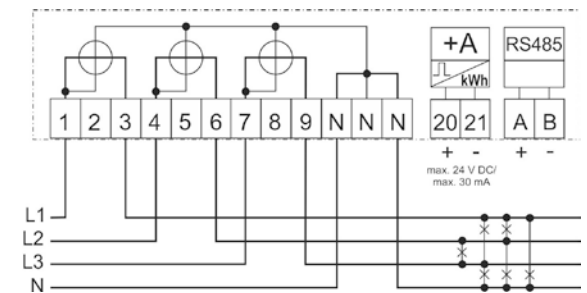 +A RS485
kWh
1 2 3 4 5 6 7 8 9 N N N 20 21 A B
+ - + -
max. 24 V DC/
max. 30 mA
L1
L2
L3
N